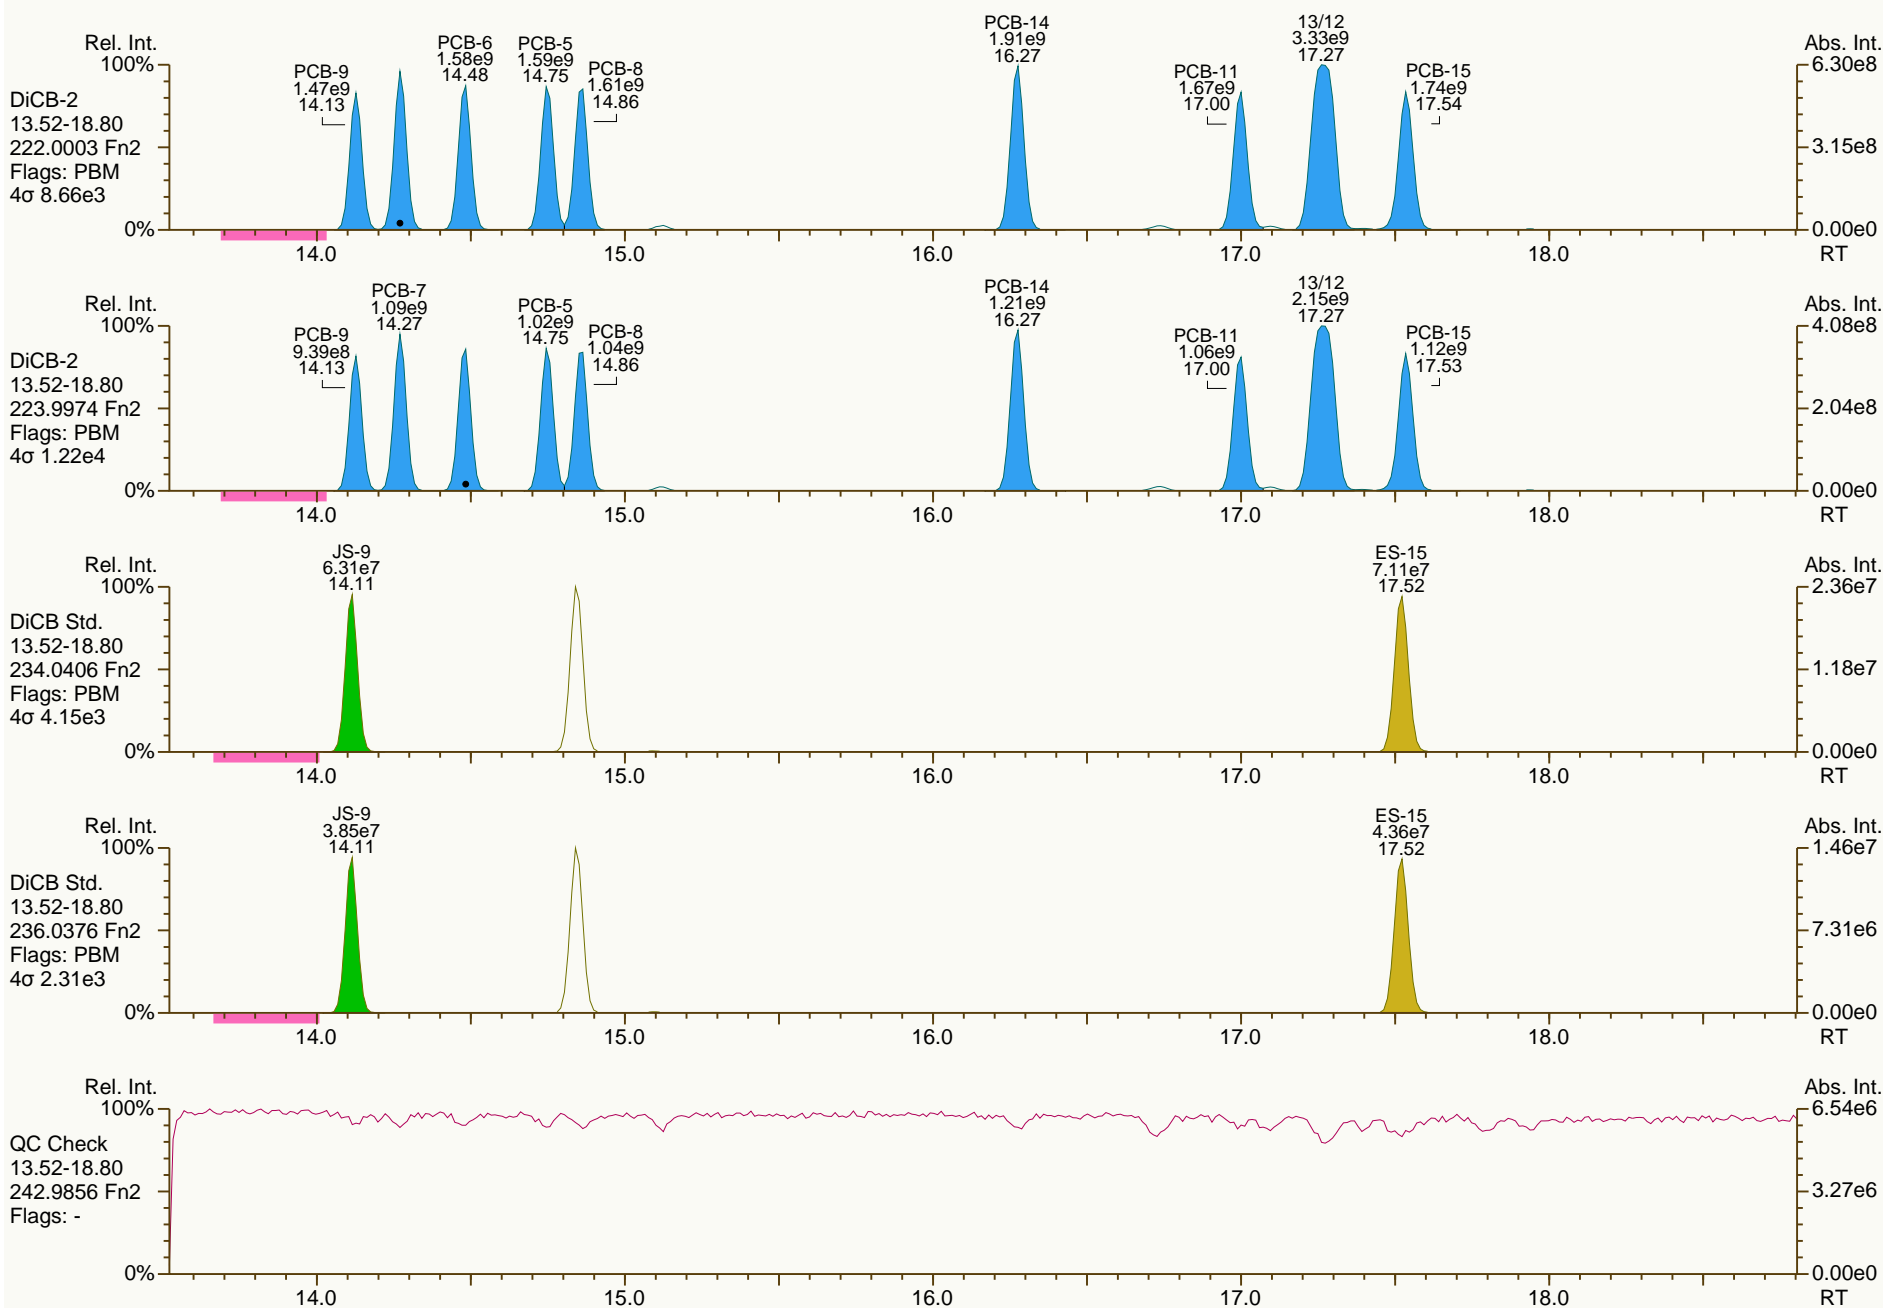 Rel. Int.
100%
0%
DiCB-2
13.52-18.80
222.0003 Fn2
Flags: PBM
4σ 8.66e3
PCB-9
1.47e9
14.13
PCB-6
1.58e9
14.48
PCB-5
1.59e9
14.75
PCB-8
1.61e9
14.86
PCB-14
1.91e9
16.27
PCB-11
1.67e9
17.00
13/12
3.33e9
17.27
PCB-15
1.74e9
17.54
Abs. Int.
6.30e8
3.15e8
0.00e0
14.0 15.0 16.0 17.0 18.0 RT
Rel. Int.
100%
0%
DiCB-2
13.52-18.80
223.9974 Fn2
Flags: PBM
4σ 1.22e4
PCB-9
9.39e8
14.13
PCB-7
1.09e9
14.27
PCB-5
1.02e9
14.75
PCB-8
1.04e9
14.86
PCB-14
1.21e9
16.27
PCB-11
1.06e9
17.00
13/12
2.15e9
17.27
PCB-15
1.12e9
17.53
Abs. Int.
4.08e8
2.04e8
0.00e0
14.0 15.0 16.0 17.0 18.0 RT
Rel. Int.
100%
0%
DiCB Std.
13.52-18.80
234.0406 Fn2
Flags: PBM
4σ 4.15e3
JS-9
6.31e7
14.11
ES-15
7.11e7
17.52
Abs. Int.
2.36e7
1.18e7
0.00e0
14.0 15.0 16.0 17.0 18.0 RT
Rel. Int.
100%
0%
DiCB Std.
13.52-18.80
236.0376 Fn2
Flags: PBM
4σ 2.31e3
JS-9
3.85e7
14.11
ES-15
4.36e7
17.52
Abs. Int.
1.46e7
7.31e6
0.00e0
14.0 15.0 16.0 17.0 18.0 RT
Rel. Int.
100%
0%
QC Check
13.52-18.80
242.9856 Fn2
Flags: -
Abs. Int.
6.54e6
3.27e6
0.00e0
14.0 15.0 16.0 17.0 18.0 RT